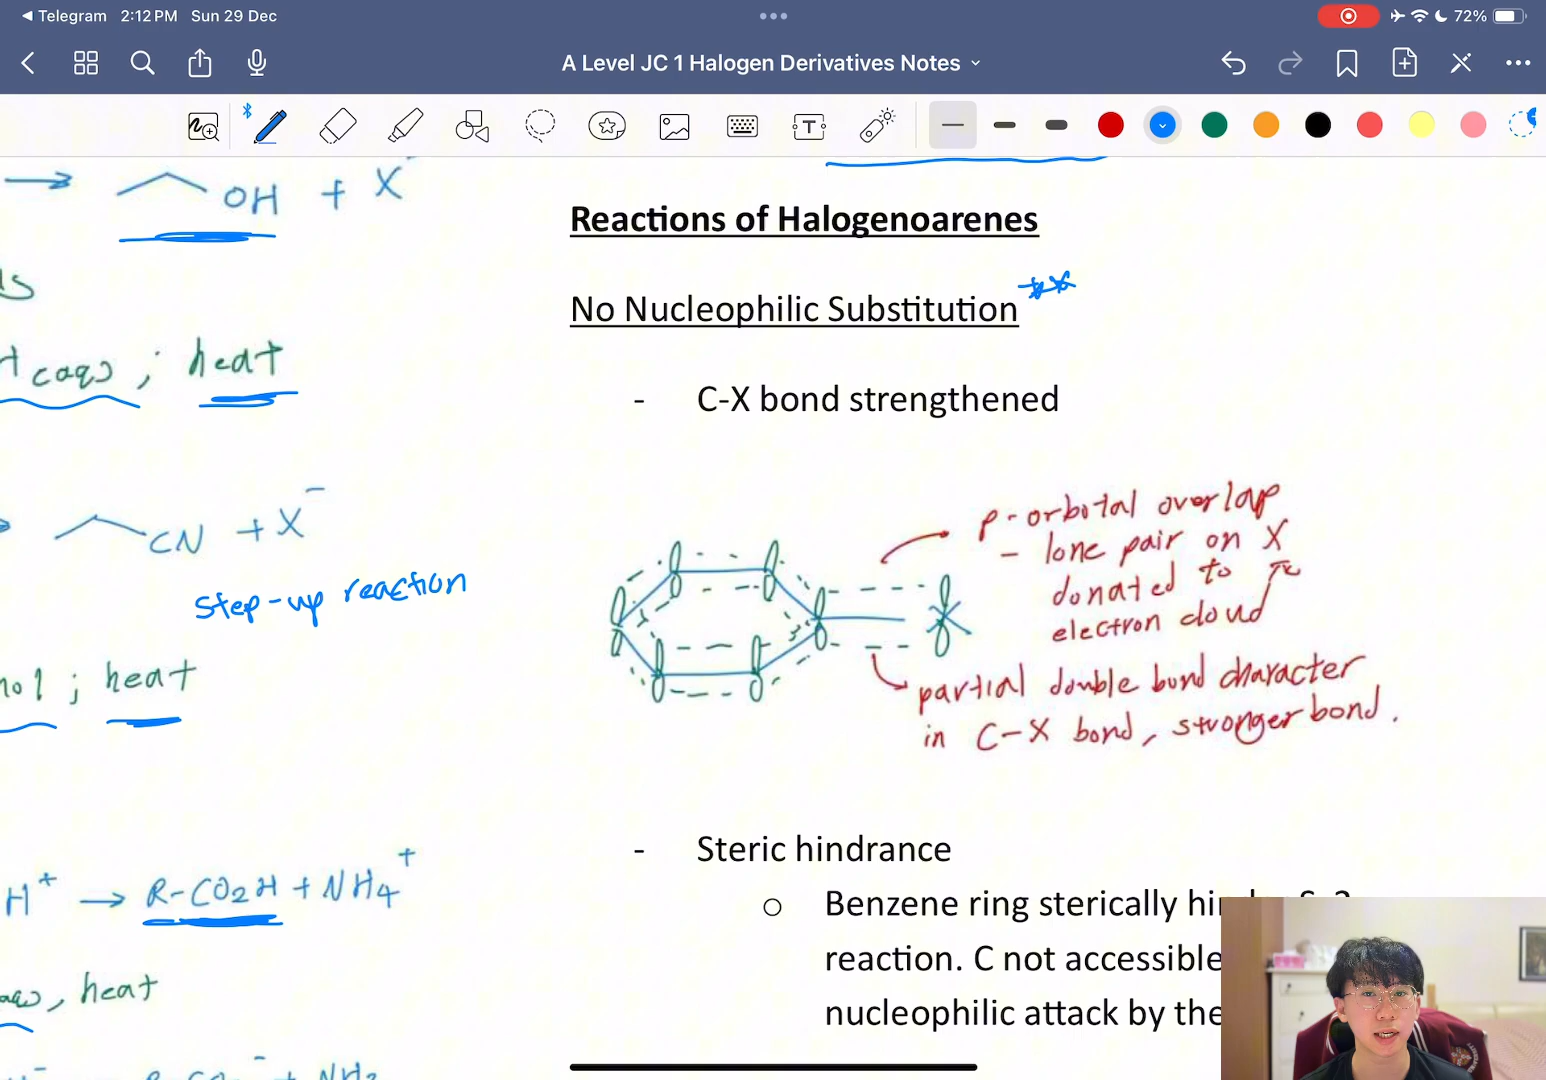 Telegram 2:12 PM Sun 29 Dec
72%
A Level JC 1 Halogen Derivatives Notes
T
OH + X
Reactions of Halogenoarenes
No Nucleophilic Substitution
(aq) ; heat
- C-X bond strengthened
CN + X⁻
step-up reaction
p-orbital overlap
- lone pair on X
donated to π
electron cloud
; heat
partial double bond character
in C-X bond, stronger bond.
- Steric hindrance
H⁺ → R-CO2H + NH4⁺
o Benzene ring sterically
reaction. C not accessible
, heat
nucleophilic attack by the